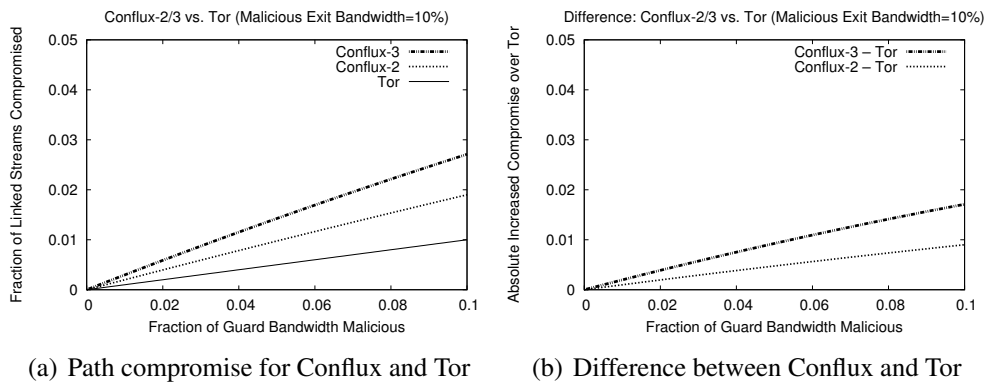 Conflux-2/3 vs. Tor (Malicious Exit Bandwidth=10%)
Fraction of Linked Streams Compromised
0.05
0.04
0.03
0.02
0.01
0
Conflux-3
Conflux-2
Tor
0
0.02
0.04
0.06
0.08
0.1
Fraction of Guard Bandwidth Malicious
(a) Path compromise for Conflux and Tor
Difference: Conflux-2/3 vs. Tor (Malicious Exit Bandwidth=10%)
Absolute Increased Compromise over Tor
0.05
0.04
0.03
0.02
0.01
0
Conflux-3 – Tor
Conflux-2 – Tor
0
0.02
0.04
0.06
0.08
0.1
Fraction of Guard Bandwidth Malicious
(b) Difference between Conflux and Tor